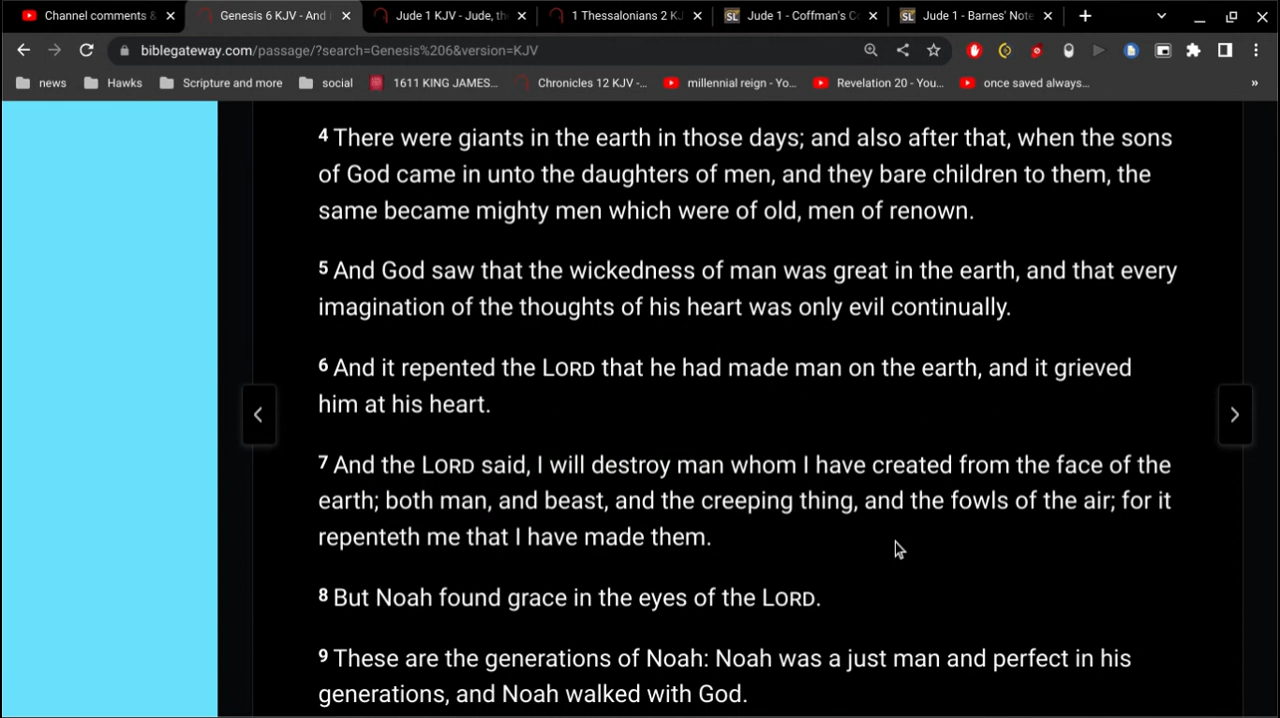 Channel comments &
Genesis 6 KJV - And i
Jude 1 KJV - Jude, the
1 Thessalonians 2 KJ
SL Jude 1 - Coffman's Co
SL Jude 1 - Barnes' Note
biblegateway.com/passage/?search=Genesis%206&version=KJV
news
Hawks
Scripture and more
social
1611 KING JAMES...
Chronicles 12 KJV -...
millennial reign - Yo...
Revelation 20 - You...
once saved always...
»
4 There were giants in the earth in those days; and also after that, when the sons
of God came in unto the daughters of men, and they bare children to them, the
same became mighty men which were of old, men of renown.
5 And God saw that the wickedness of man was great in the earth, and that every
imagination of the thoughts of his heart was only evil continually.
6 And it repented the LORD that he had made man on the earth, and it grieved
him at his heart.
7 And the LORD said, I will destroy man whom I have created from the face of the
earth; both man, and beast, and the creeping thing, and the fowls of the air; for it
repenteth me that I have made them.
8 But Noah found grace in the eyes of the LORD.
9 These are the generations of Noah: Noah was a just man and perfect in his
generations, and Noah walked with God.